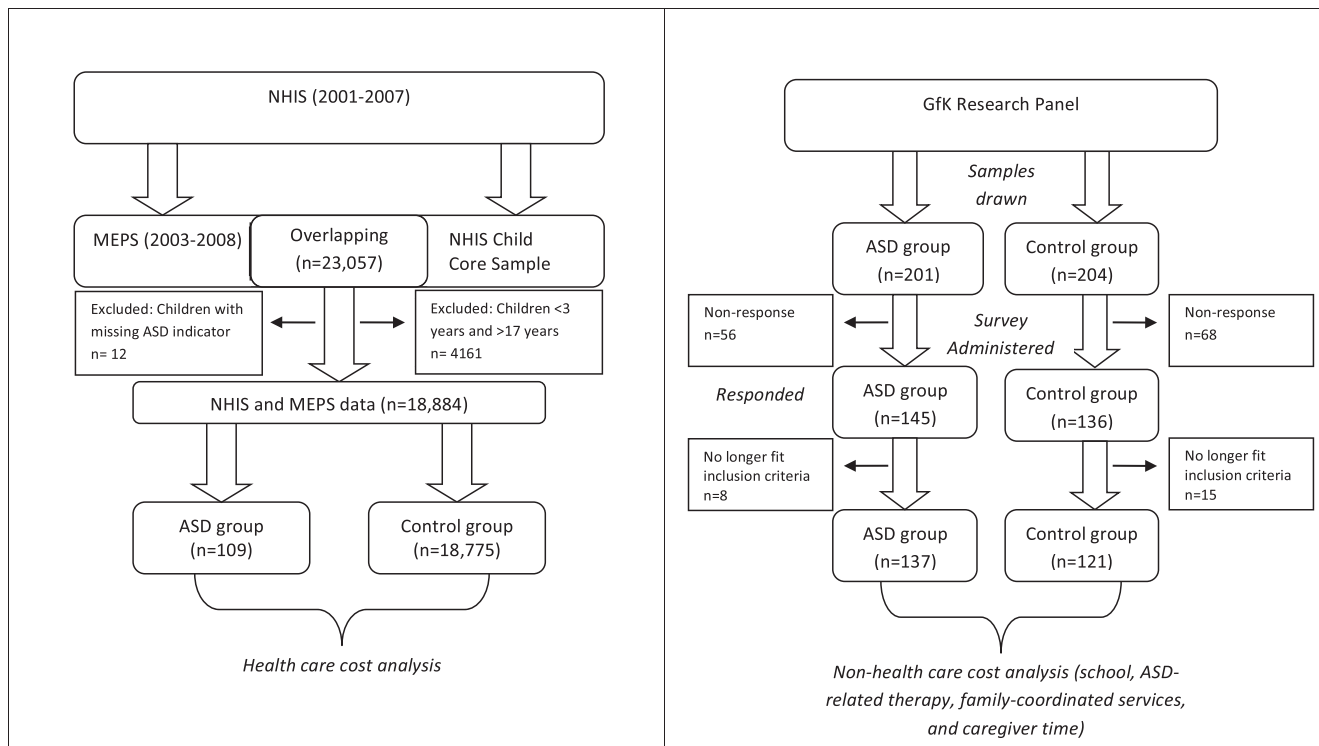 NHIS (2001-2007)
MEPS (2003-2008)
Overlapping
(n=23,057)
NHIS Child
Core Sample
Excluded: Children with
missing ASD indicator
n= 12
Excluded: Children <3
years and >17 years
n= 4161
NHIS and MEPS data (n=18,884)
ASD group
(n=109)
Control group
(n=18,775)
Health care cost analysis
GfK Research Panel
Samples
drawn
ASD group
(n=201)
Control group
(n=204)
Non-response
n=56
Survey
Administered
Non-response
n=68
Responded
ASD group
(n=145)
Control group
(n=136)
No longer fit
inclusion criteria
n=8
No longer fit
inclusion criteria
n=15
ASD group
(n=137)
Control group
(n=121)
Non-health care cost analysis (school, ASD-
related therapy, family-coordinated services,
and caregiver time)